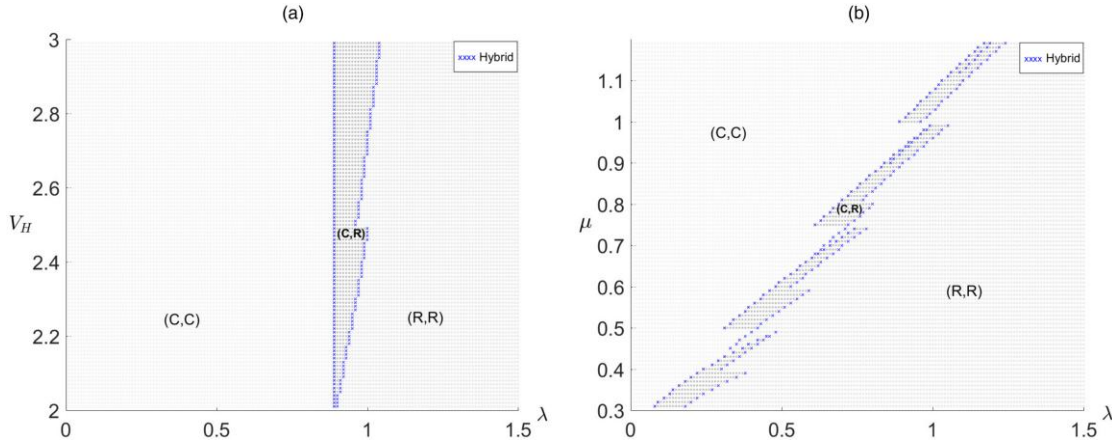 (a)
3
2.8
2.6
V_H
2.4
2.2
2
0
0.5
1
λ
1.5
xxxx Hybrid
(C,R)
(C,C)
(R,R)
(b)
1.1
1
0.9
0.8
μ
0.7
0.6
0.5
0.4
0.3
0
0.5
1
λ
1.5
xxxx Hybrid
(C,C)
(C,R)
(R,R)